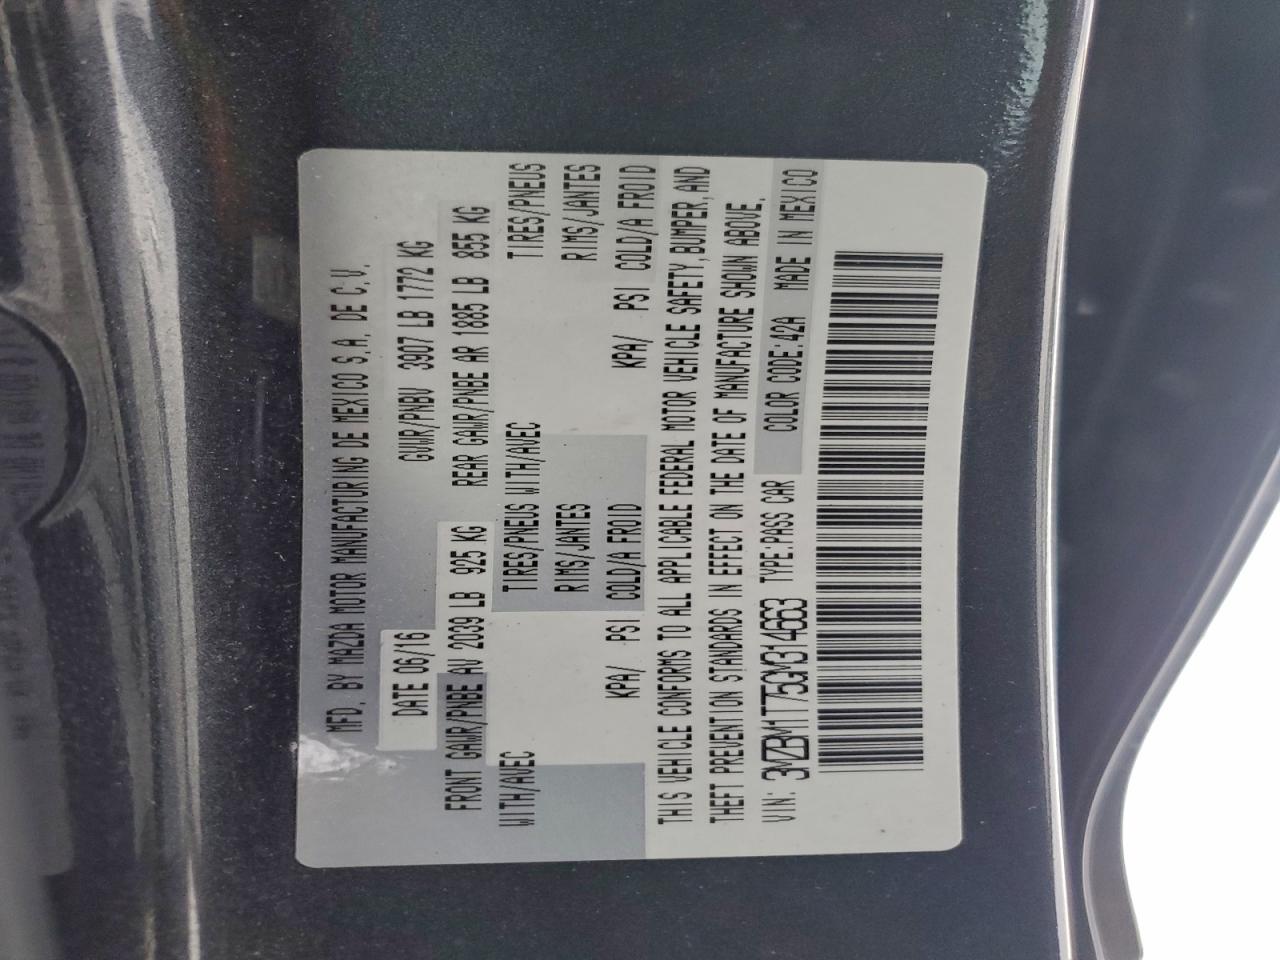 MFD. BY MAZDA MOTOR MANUFACTURING DE MEXICO S.A. DE C.V.
DATE 06/16 GVWR/PNBV 3907 LB 1772 KG
FRONT GAWR/PNBE AV 2039 LB 925 KG REAR GAWR/PNBE AR 1885 LB 855 KG
WITH/AVEC TIRES/PNEUS WITH/AVEC TIRES/PNEUS
RIMS/JANTES RIMS/JANTES
KPA/ PSI COLD/A FROID KPA/ PSI COLD/A FROID
THIS VEHICLE CONFORMS TO ALL APPLICABLE FEDERAL MOTOR VEHICLE SAFETY, BUMPER, AND
THEFT PREVENTION STANDARDS IN EFFECT ON THE DATE OF MANUFACTURE SHOWN ABOVE.
VIN: 3MZBM1T75GM314663 TYPE:PASS CAR COLOR CODE:42A MADE IN MEXICO